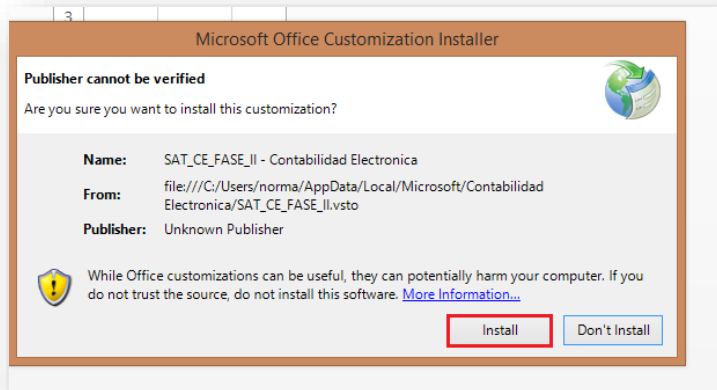 3
Microsoft Office Customization Installer
Publisher cannot be verified
Are you sure you want to install this customization?
Name: SAT_CE_FASE_II - Contabilidad Electronica
From: file:///C:/Users/norma/AppData/Local/Microsoft/Contabilidad
Electronica/SAT_CE_FASE_II.vsto
Publisher: Unknown Publisher
While Office customizations can be useful, they can potentially harm your computer. If you
do not trust the source, do not install this software. More Information...
Install Don't Install